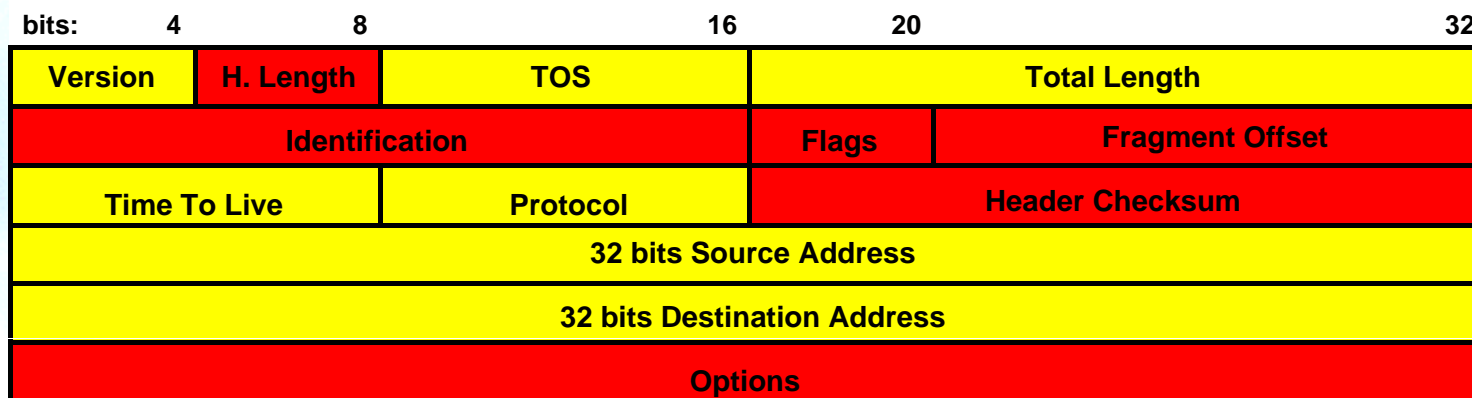 bits: 4 8 16 20 32
Version H. Length TOS Total Length
Identification Flags Fragment Offset
Time To Live Protocol Header Checksum
32 bits Source Address
32 bits Destination Address
Options